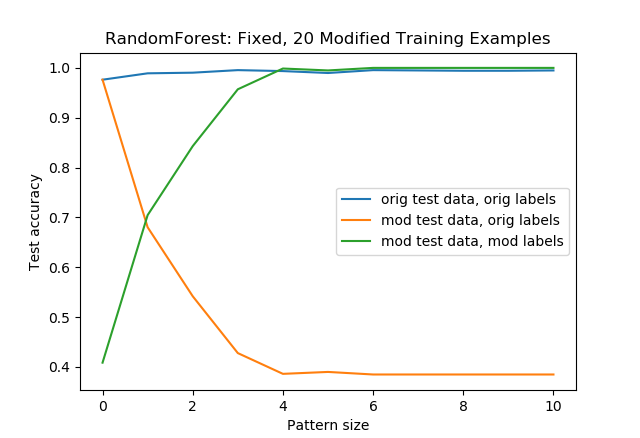 RandomForest: Fixed, 20 Modified Training Examples
1.0
0.9
0.8
0.7
0.6
0.5
0.4
Test accuracy
orig test data, orig labels
mod test data, orig labels
mod test data, mod labels
0 2 4 6 8 10
Pattern size